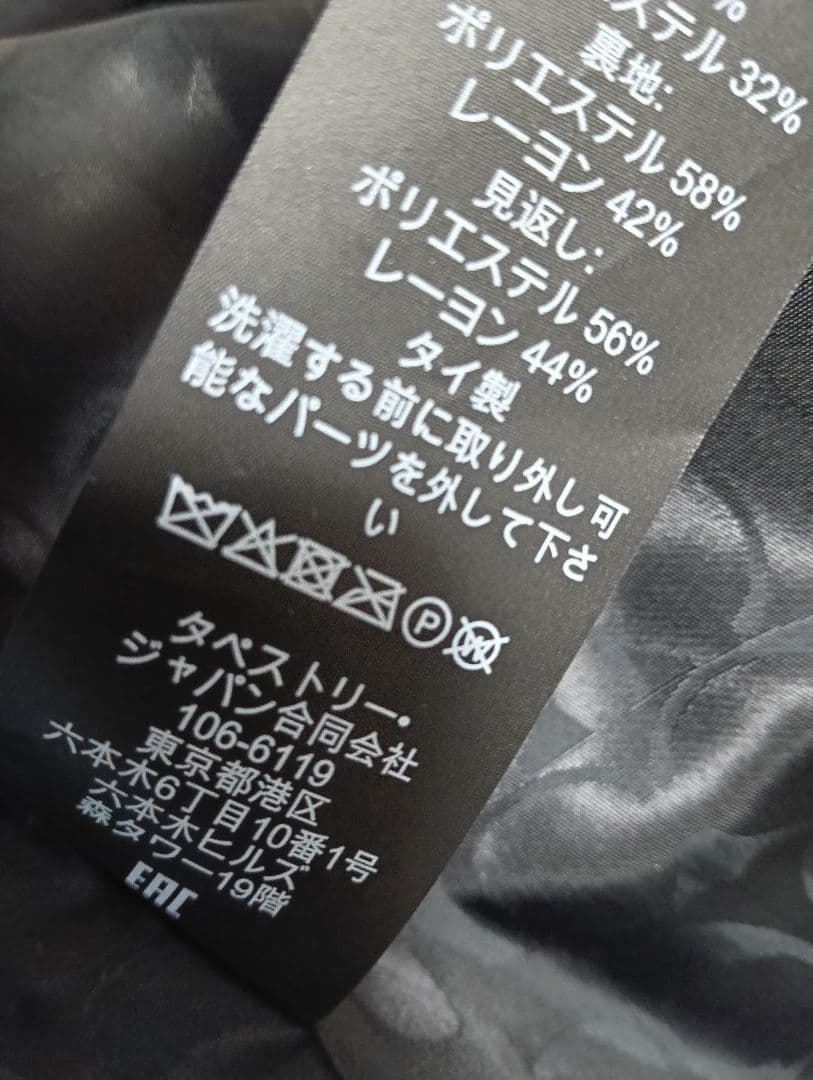 %
ステル 32%
裏地:
ポリエステル 58%
レーヨン 42%
見返し:
ポリエステル 56%
レーヨン 44%
タイ製
洗濯する前に取り外し可
能なパーツを外して下さ
い
P W
タペストリー・
ジャパン合同会社
106-6119
東京都港区
六本木6丁目10番1号
六本木ヒルズ
森タワー19階
EAC